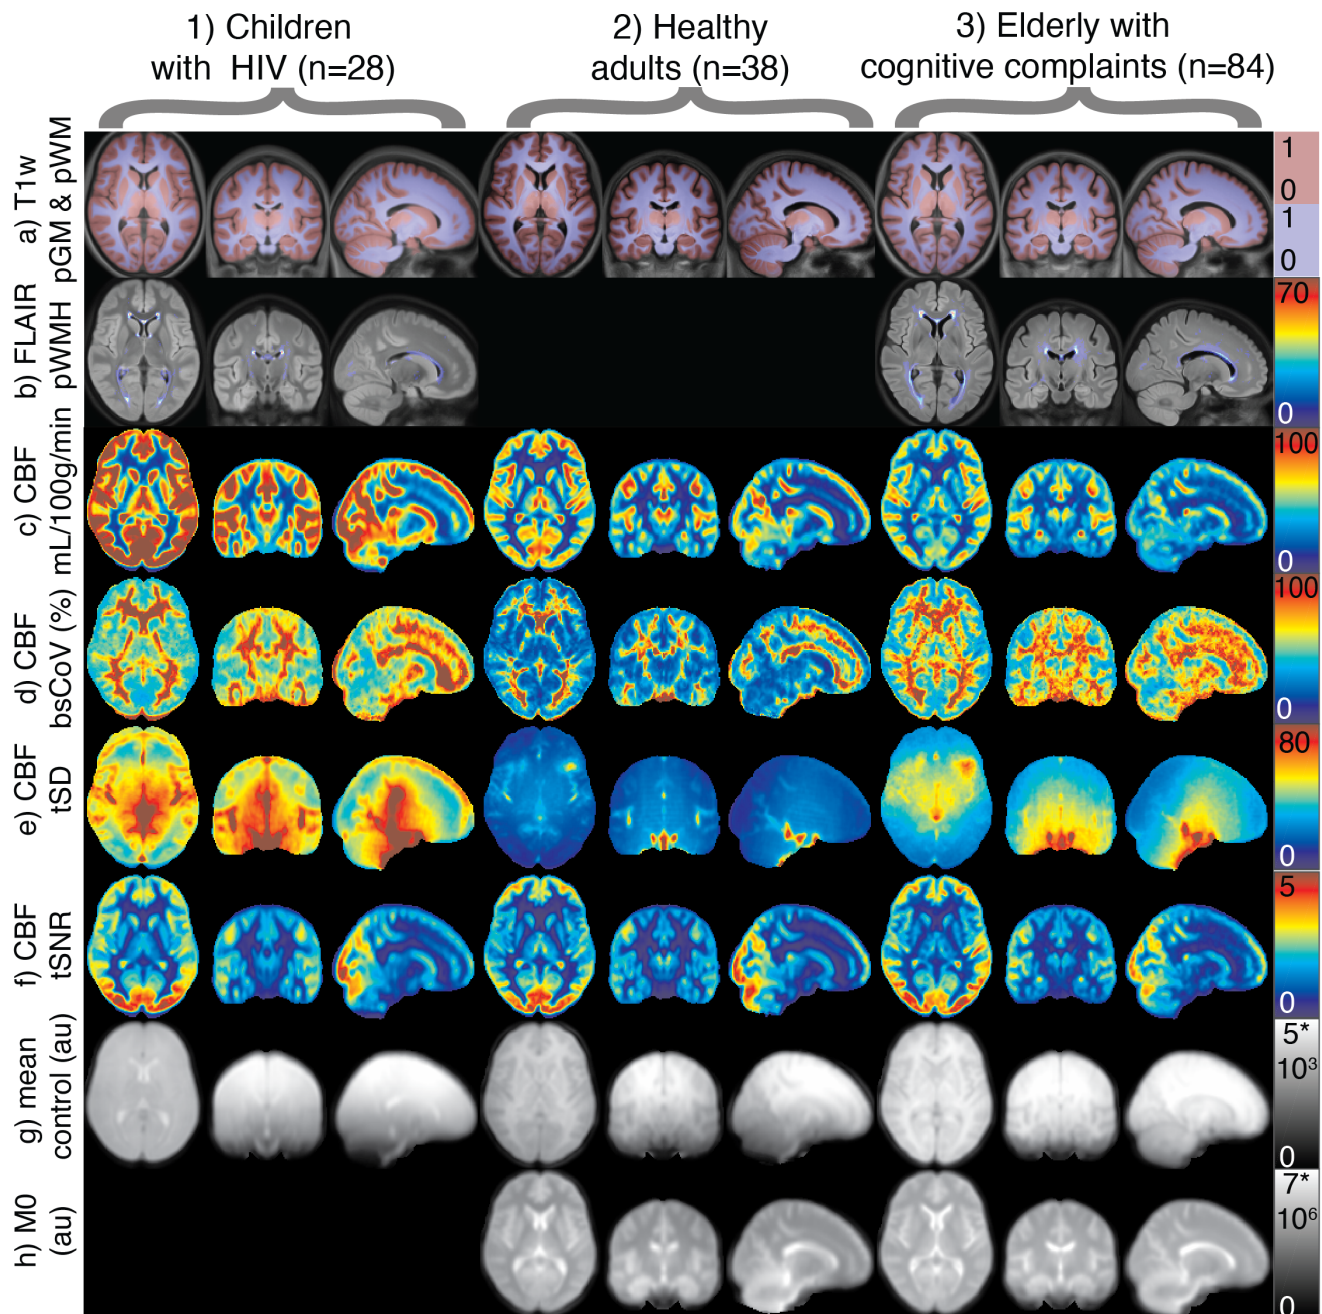 1) Children
with HIV (n=28)
2) Healthy
adults (n=38)
3) Elderly with
cognitive complaints (n=84)
a) T1w
pGM & pWM
1
0
1
0
b) FLAIR
pWMH
70
0
c) CBF
mL/100g/min
100
0
d) CBF
bsCoV (%)
100
0
e) CBF
tSD
80
0
f) CBF
tSNR
5
0
g) mean
control (au)
5*
10³
0
h) M0
(au)
7*
10⁶
0